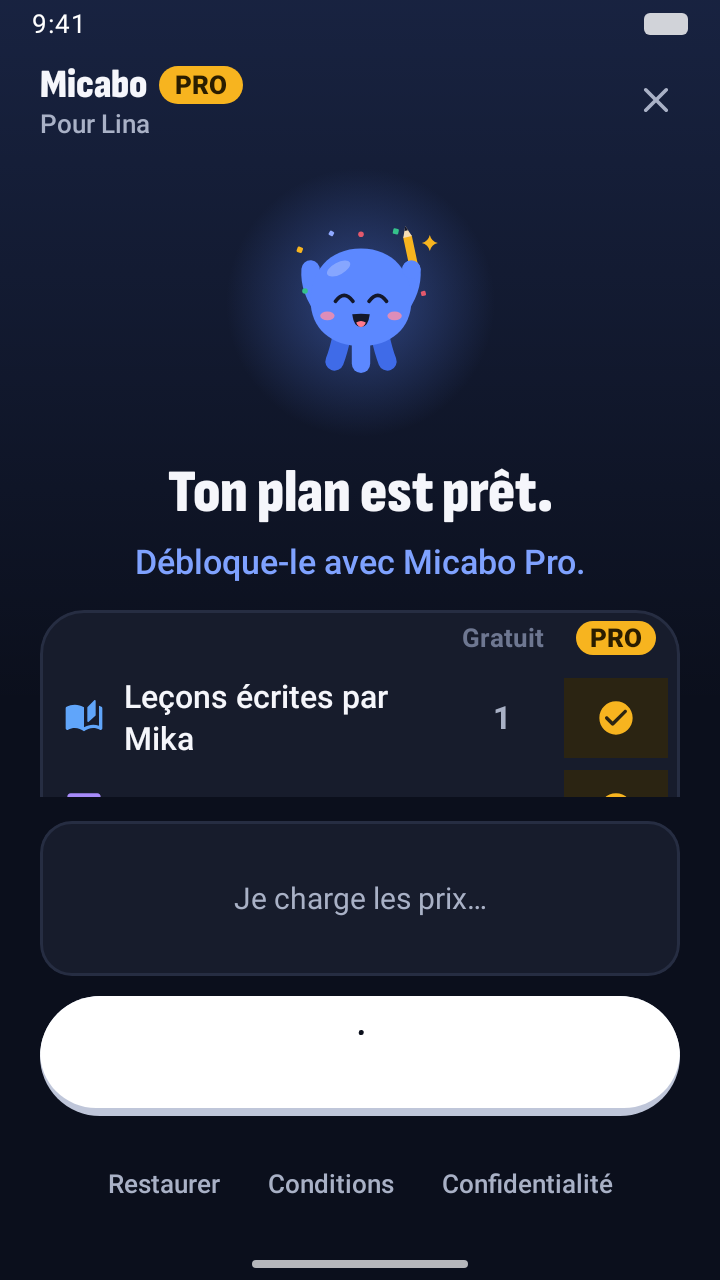 9:41
Micabo PRO
Pour Lina
Ton plan est prêt.
Débloque-le avec Micabo Pro.
Gratuit PRO
Leçons écrites par
Mika
1
Je charge les prix…
Restaurer Conditions Confidentialité